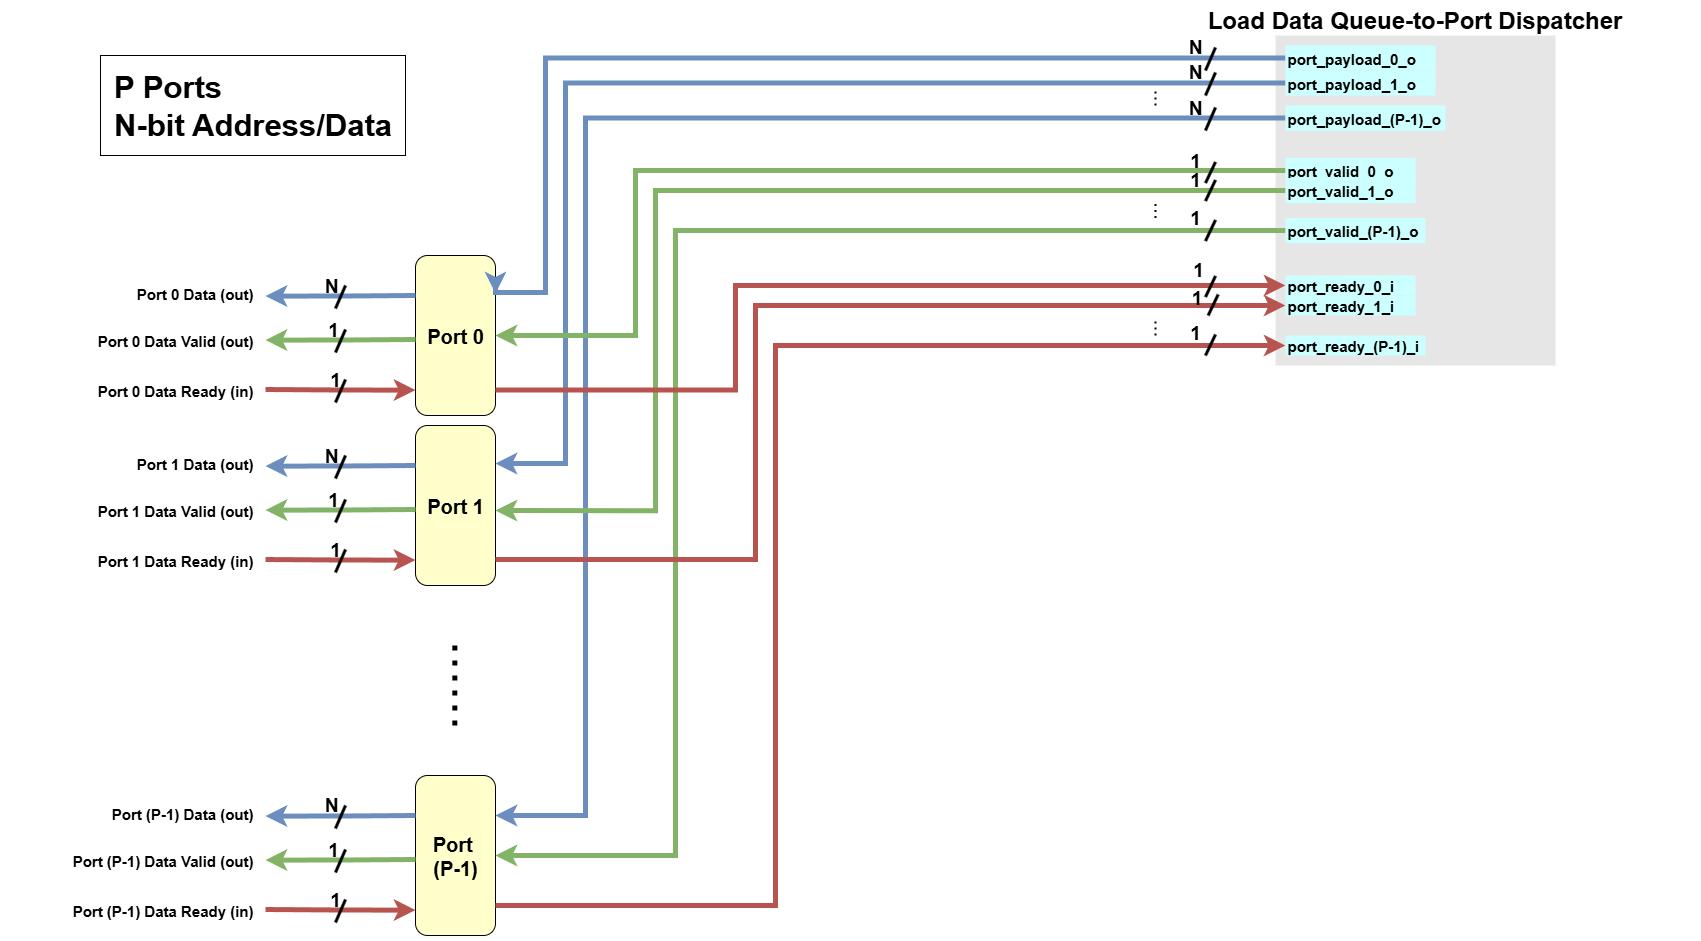 Load Data Queue-to-Port Dispatcher
P Ports
N-bit Address/Data
N
port_payload_0_o
N
port_payload_1_o
N
port_payload_(P-1)_o
1
port_valid_0_o
1
port_valid_1_o
1
port_valid_(P-1)_o
1
port_ready_0_i
1
port_ready_1_i
1
port_ready_(P-1)_i
Port 0 Data (out)
N
Port 0 Data Valid (out)
1
Port 0
Port 0 Data Ready (in)
1
Port 1 Data (out)
N
Port 1 Data Valid (out)
1
Port 1
Port 1 Data Ready (in)
1
Port (P-1) Data (out)
N
Port (P-1) Data Valid (out)
1
Port
(P-1)
Port (P-1) Data Ready (in)
1